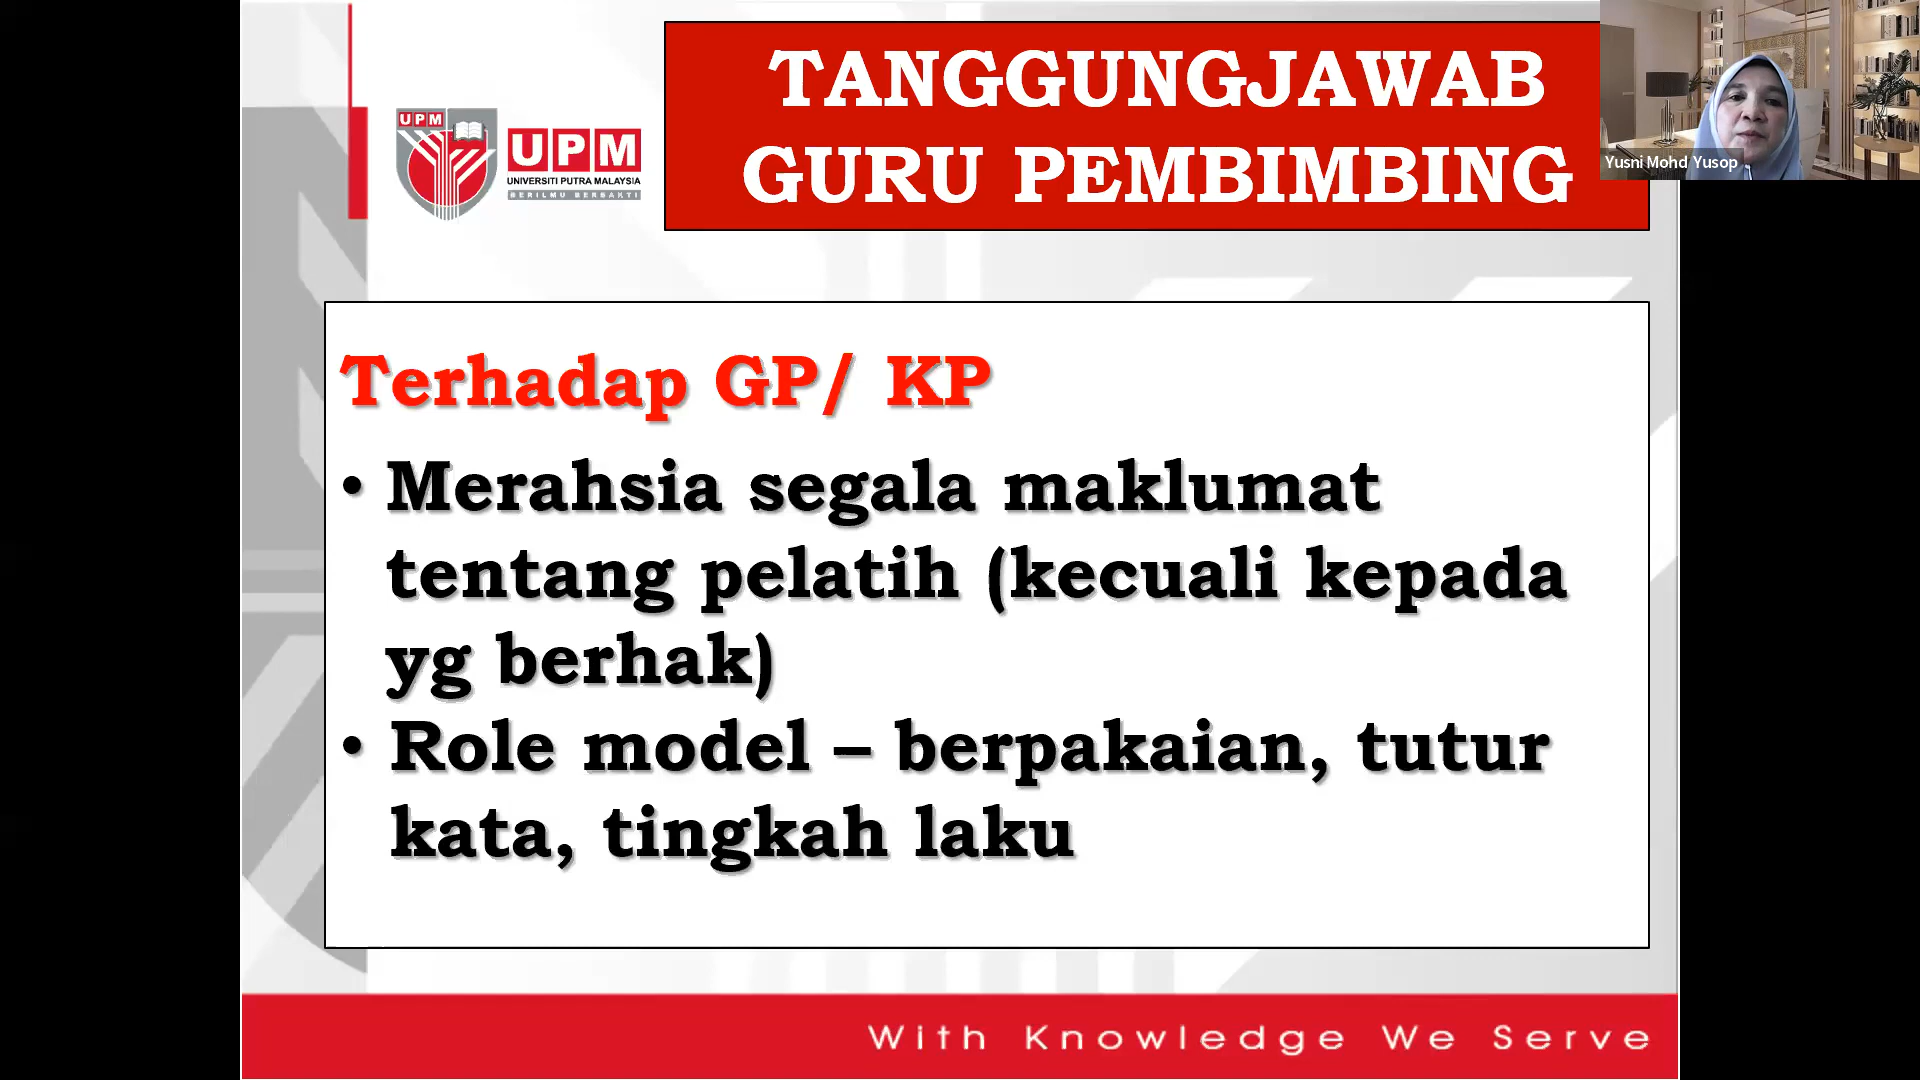 TANGGUNGJAWAB
GURU PEMBIMBING
Yusni Mohd Yusop
UPM
UPM
UNIVERSITI PUTRA MALAYSIA
BERILMU BERBAKTI
Terhadap GP/ KP
• Merahsia segala maklumat
tentang pelatih (kecuali kepada
yg berhak)
• Role model – berpakaian, tutur
kata, tingkah laku
With Knowledge We Serve